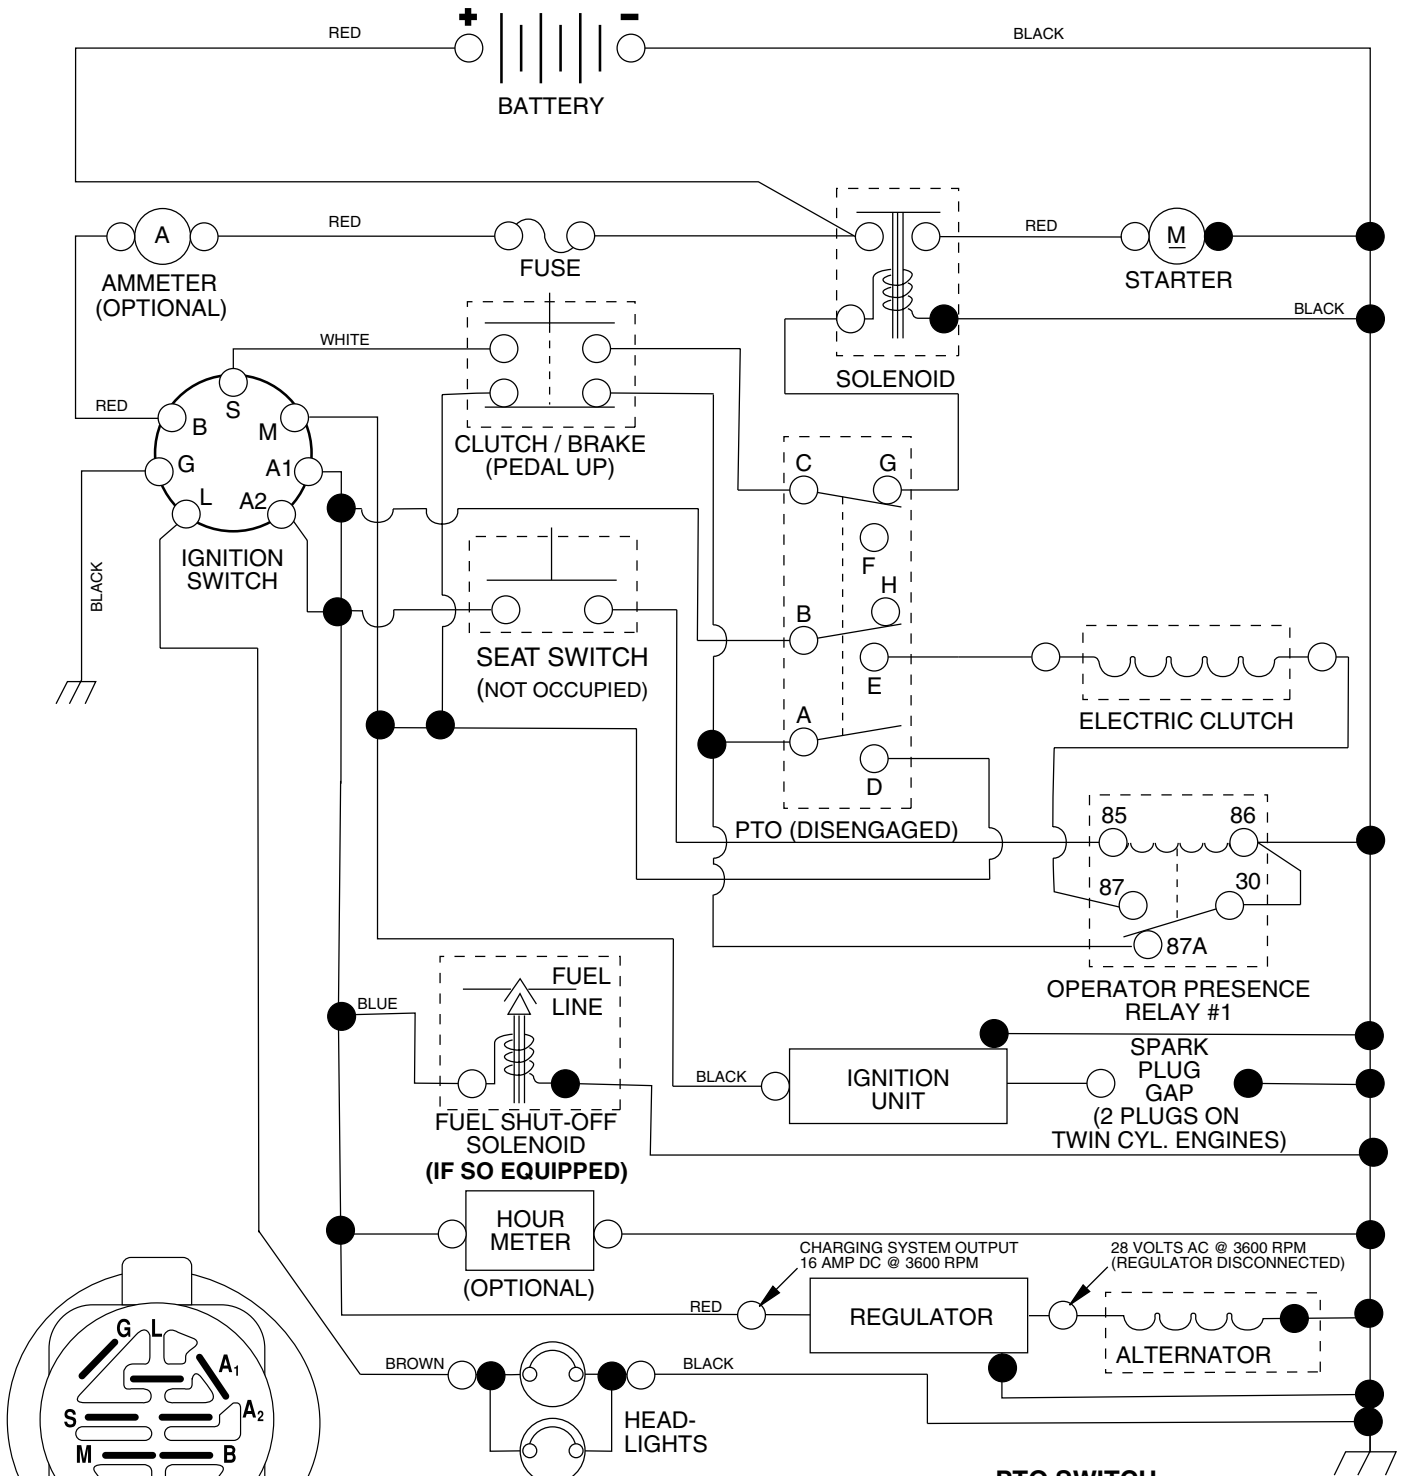 + −
RED BLACK
BATTERY
A RED RED M
AMMETER
(OPTIONAL)
FUSE
STARTER
BLACK
SOLENOID
WHITE
RED
S
B M
G A1
L A2
CLUTCH / BRAKE
(PEDAL UP)
IGNITION
SWITCH
BLACK
C G
F
H
B
E
A
D
SEAT SWITCH
(NOT OCCUPIED)
ELECTRIC CLUTCH
PTO (DISENGAGED)
85 86
87 30
87A
OPERATOR PRESENCE
RELAY #1
FUEL
LINE
BLUE
FUEL SHUT-OFF
SOLENOID
(IF SO EQUIPPED)
BLACK
IGNITION
UNIT
SPARK
PLUG
GAP
(2 PLUGS ON
TWIN CYL. ENGINES)
HOUR
METER
(OPTIONAL)
CHARGING SYSTEM OUTPUT
16 AMP DC @ 3600 RPM
28 VOLTS AC @ 3600 RPM
(REGULATOR DISCONNECTED)
RED
REGULATOR
ALTERNATOR
BROWN BLACK
HEAD-
LIGHTS
G L
A1
S A2
M B
PTO SWITCH